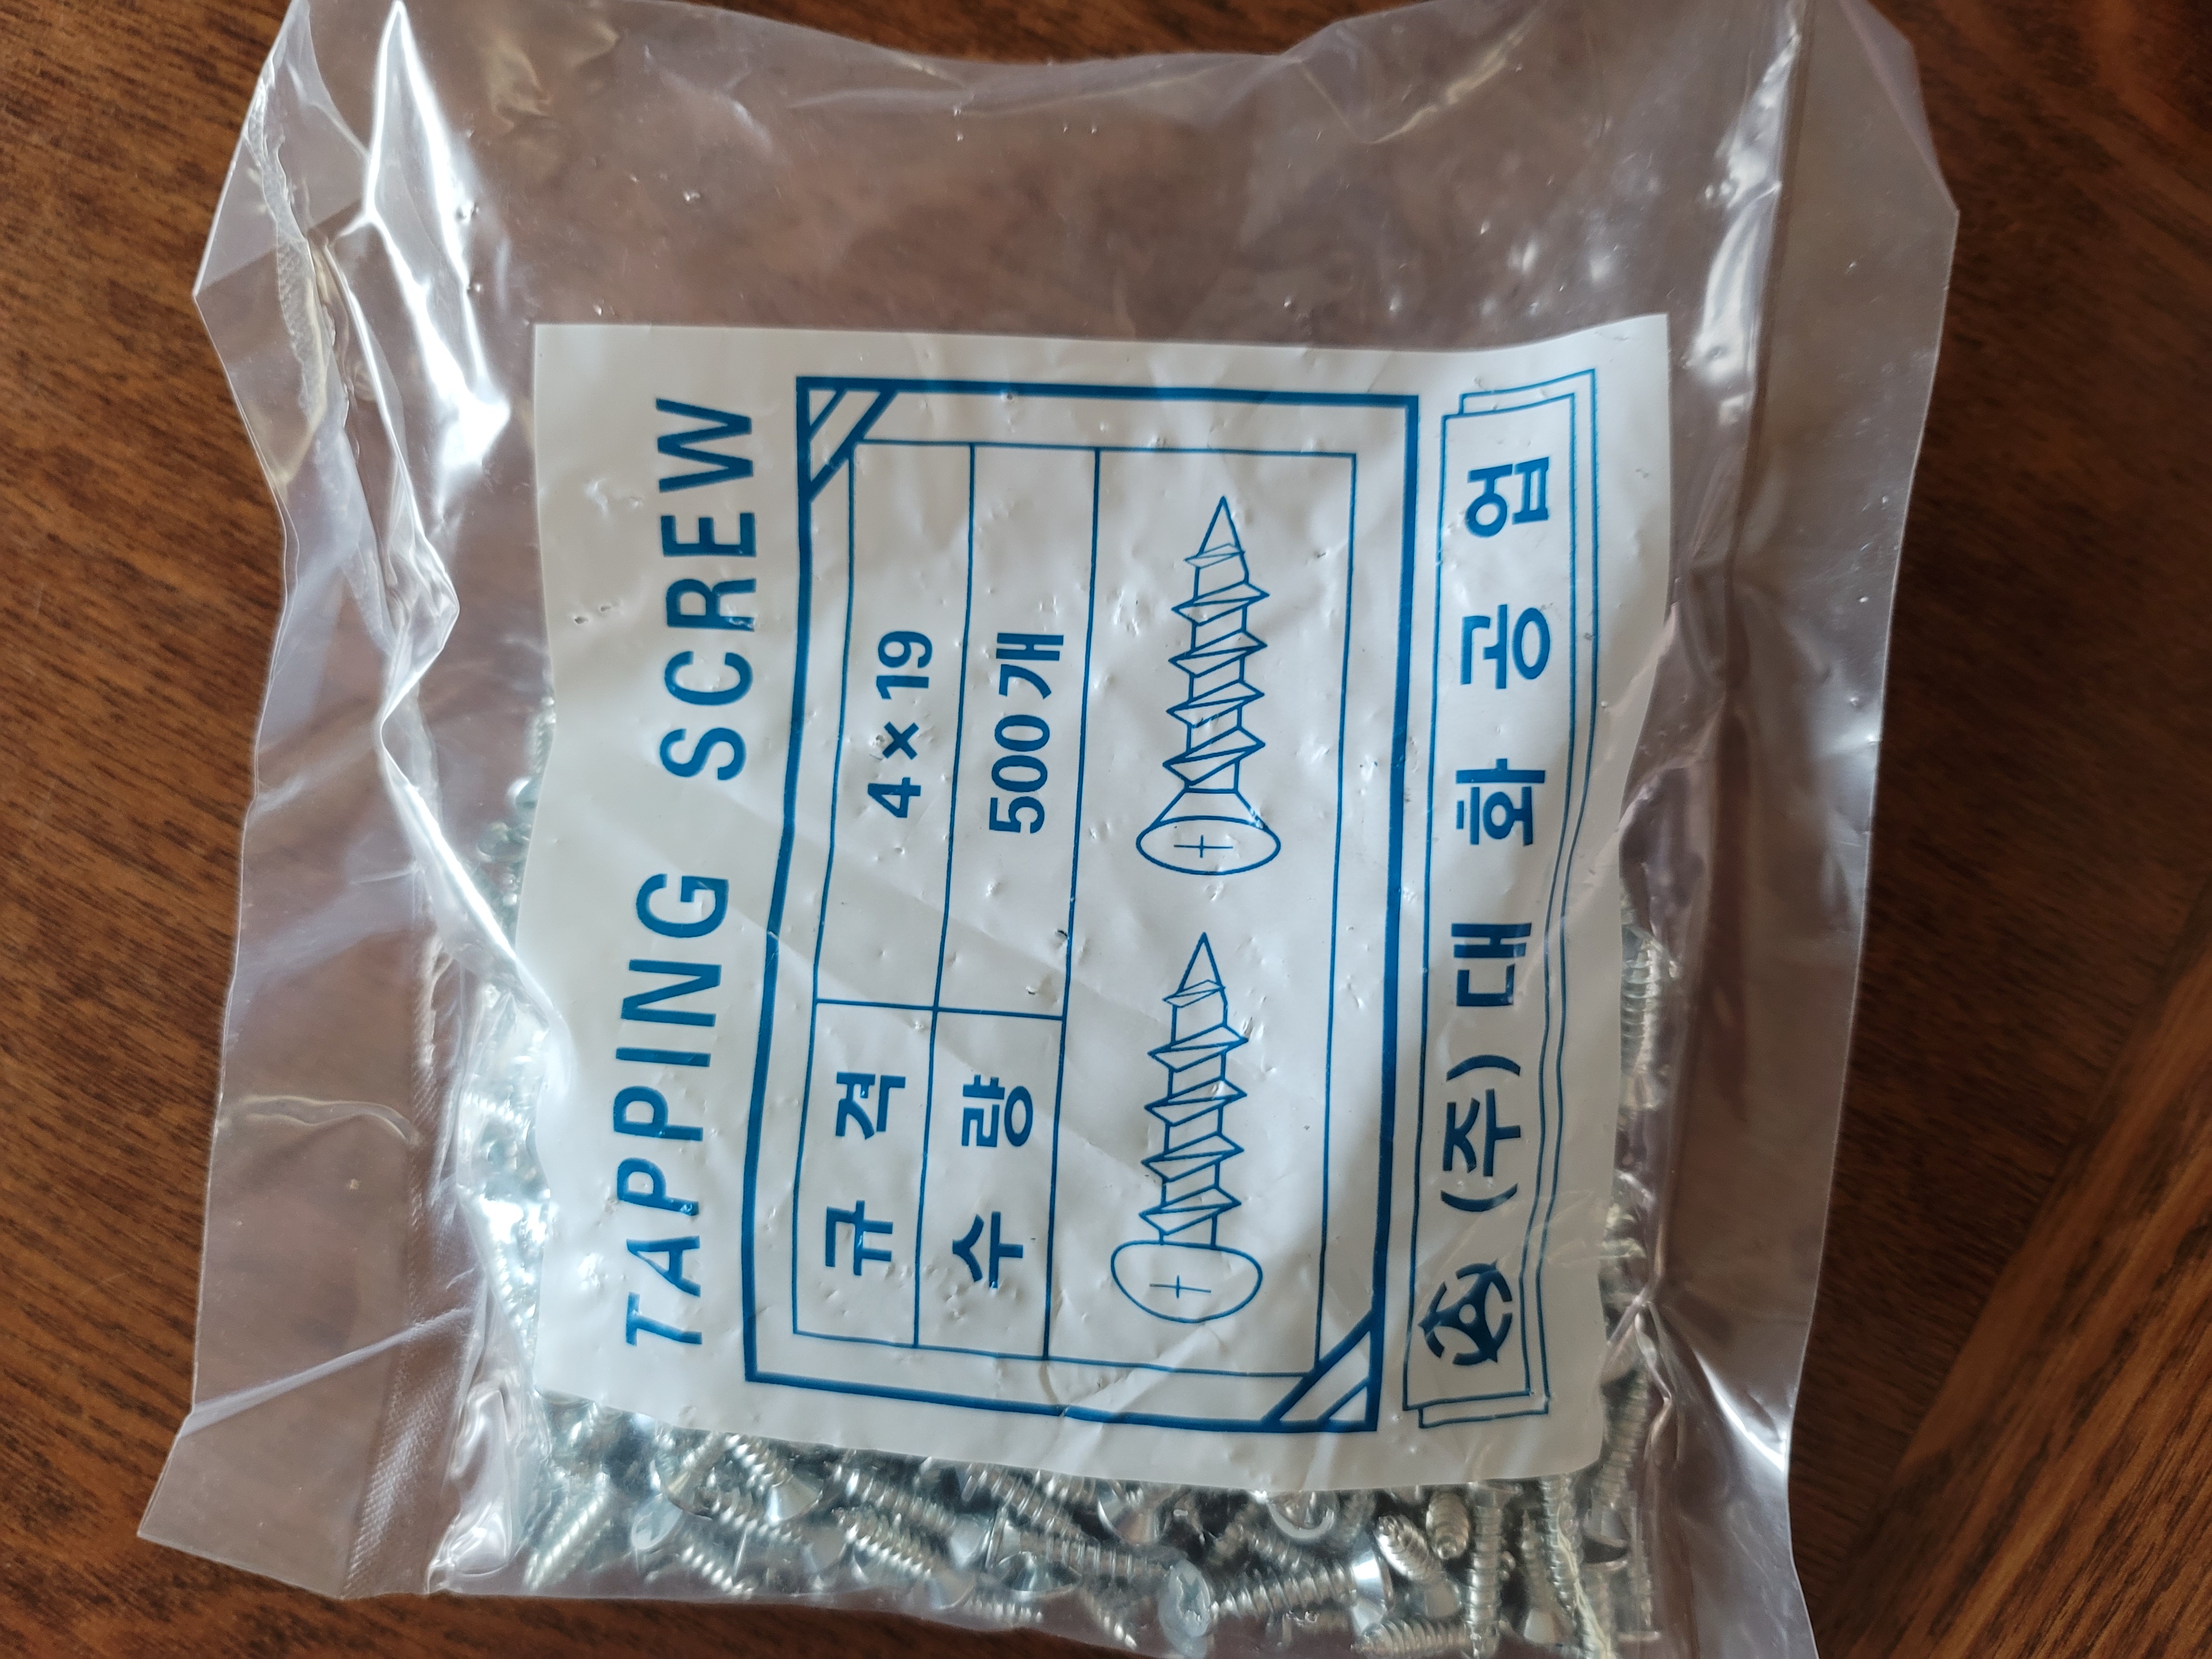 TAPPING SCREW
규 격 4×19
수 량 500개
(주) 대 화 공 업